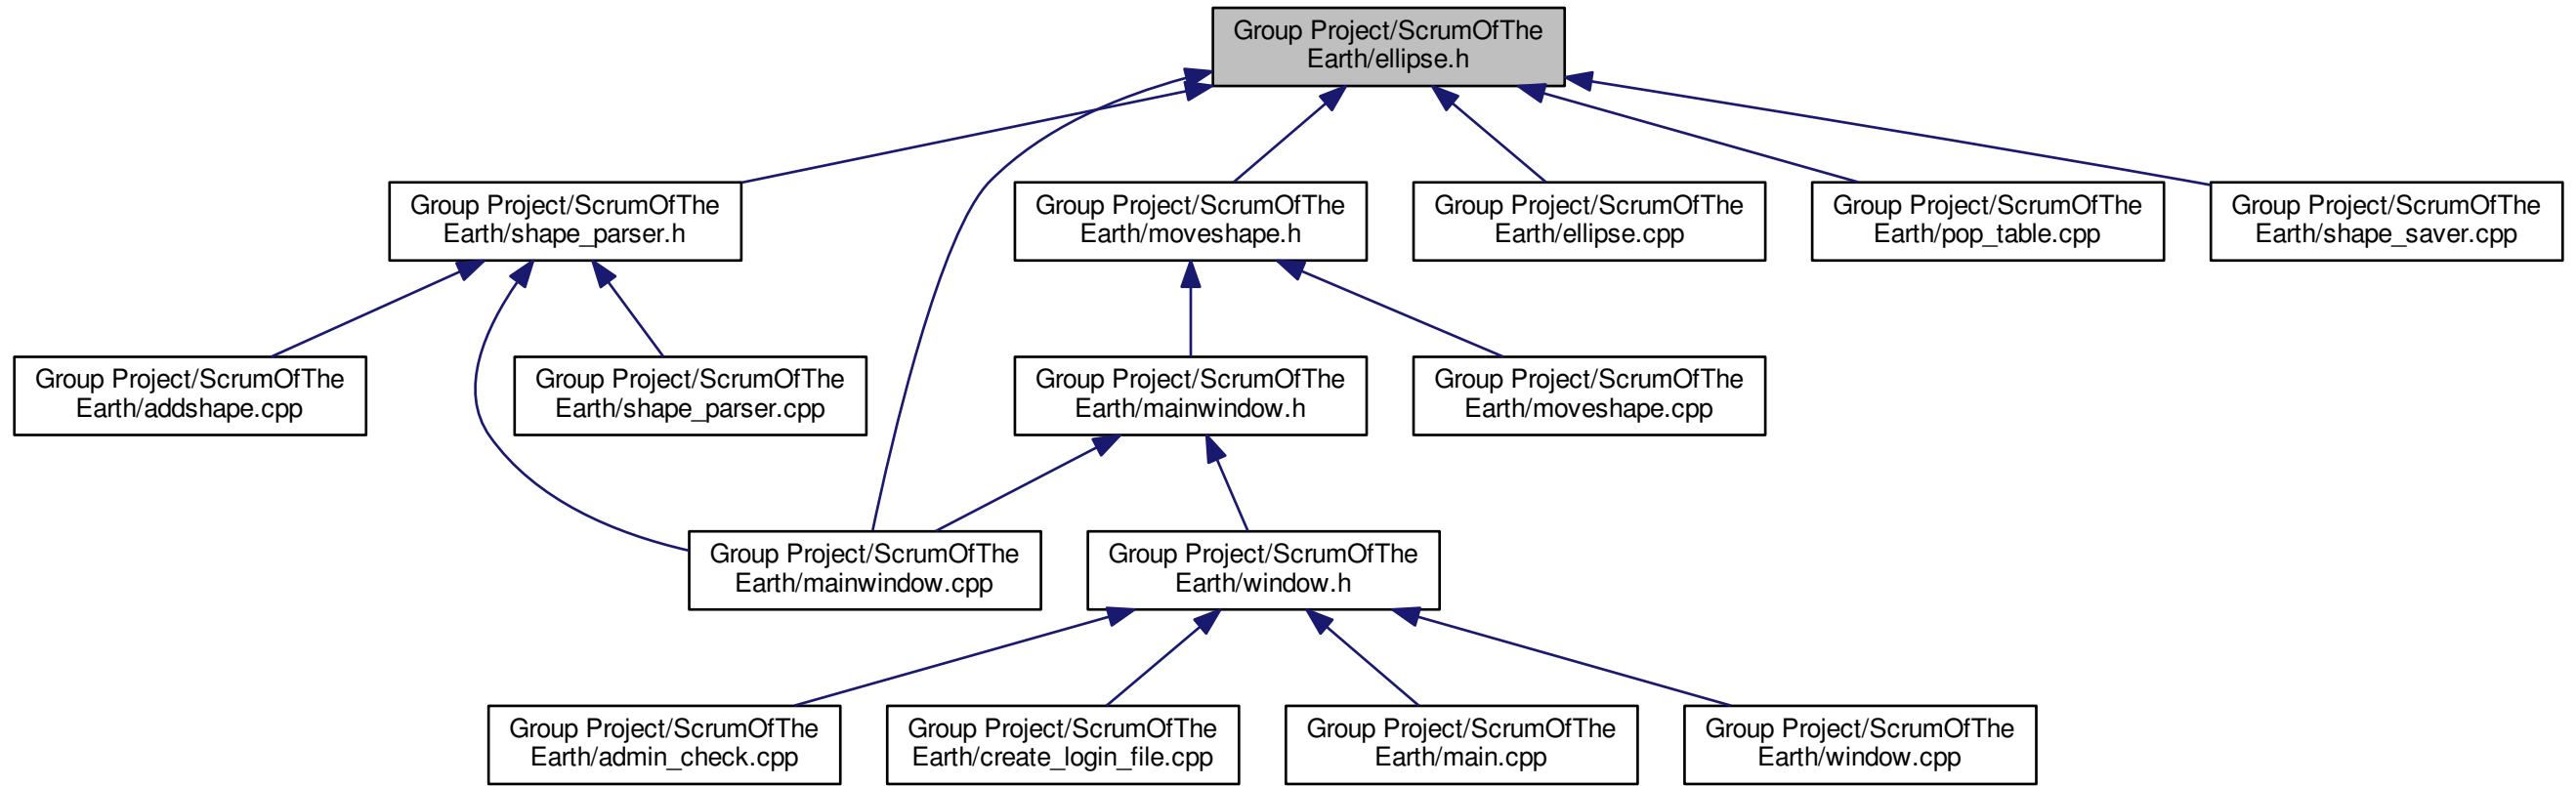 Group Project/ScrumOfThe
Earth/ellipse.h
Group Project/ScrumOfThe
Earth/shape_parser.h
Group Project/ScrumOfThe
Earth/moveshape.h
Group Project/ScrumOfThe
Earth/ellipse.cpp
Group Project/ScrumOfThe
Earth/pop_table.cpp
Group Project/ScrumOfThe
Earth/shape_saver.cpp
Group Project/ScrumOfThe
Earth/addshape.cpp
Group Project/ScrumOfThe
Earth/shape_parser.cpp
Group Project/ScrumOfThe
Earth/mainwindow.h
Group Project/ScrumOfThe
Earth/moveshape.cpp
Group Project/ScrumOfThe
Earth/mainwindow.cpp
Group Project/ScrumOfThe
Earth/window.h
Group Project/ScrumOfThe
Earth/admin_check.cpp
Group Project/ScrumOfThe
Earth/create_login_file.cpp
Group Project/ScrumOfThe
Earth/main.cpp
Group Project/ScrumOfThe
Earth/window.cpp